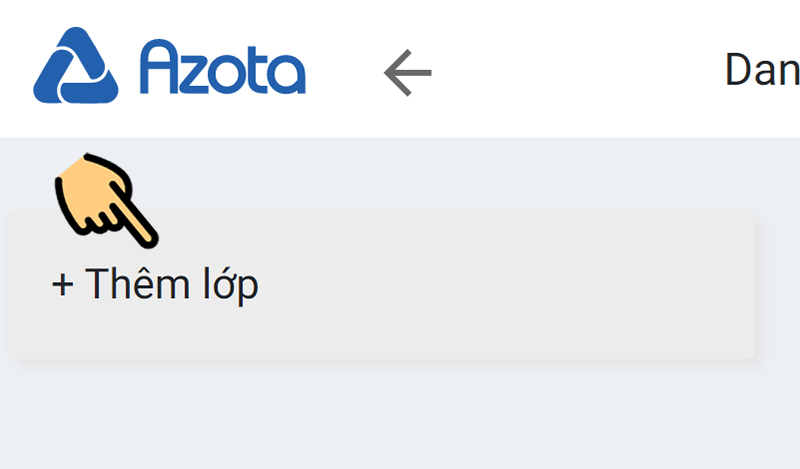 Azota
Dan
+ Thêm lớp